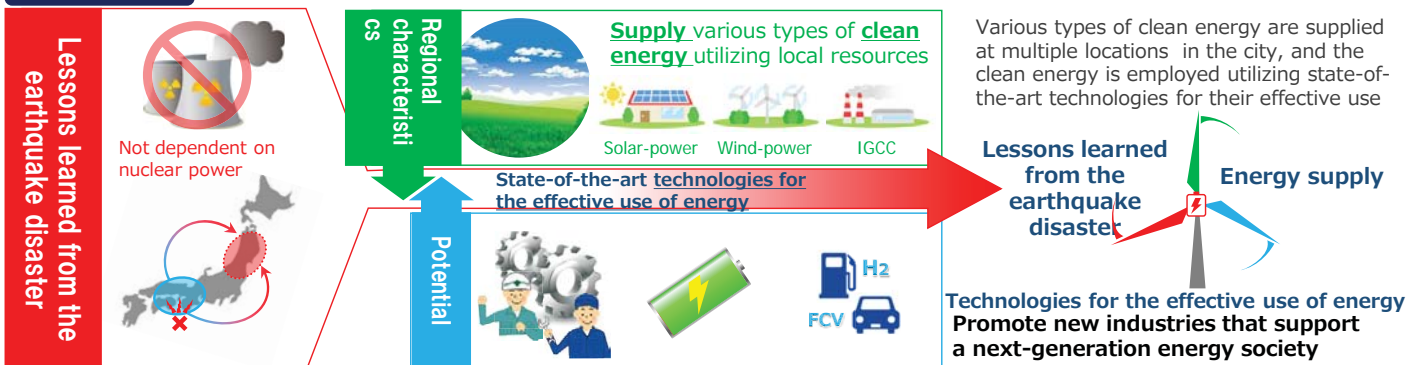 Lessons learned from the
earthquake disaster
Not dependent on
nuclear power
Regional
characteristi
cs
Supply various types of clean
energy utilizing local resources
Solar-power
Wind-power
IGCC
State-of-the-art technologies for
the effective use of energy
Potential
H2
FCV
Various types of clean energy are supplied
at multiple locations in the city, and the
clean energy is employed utilizing state-of-
the-art technologies for their effective use
Lessons learned
from the
earthquake
disaster
Energy supply
Technologies for the effective use of energy
Promote new industries that support
a next-generation energy society